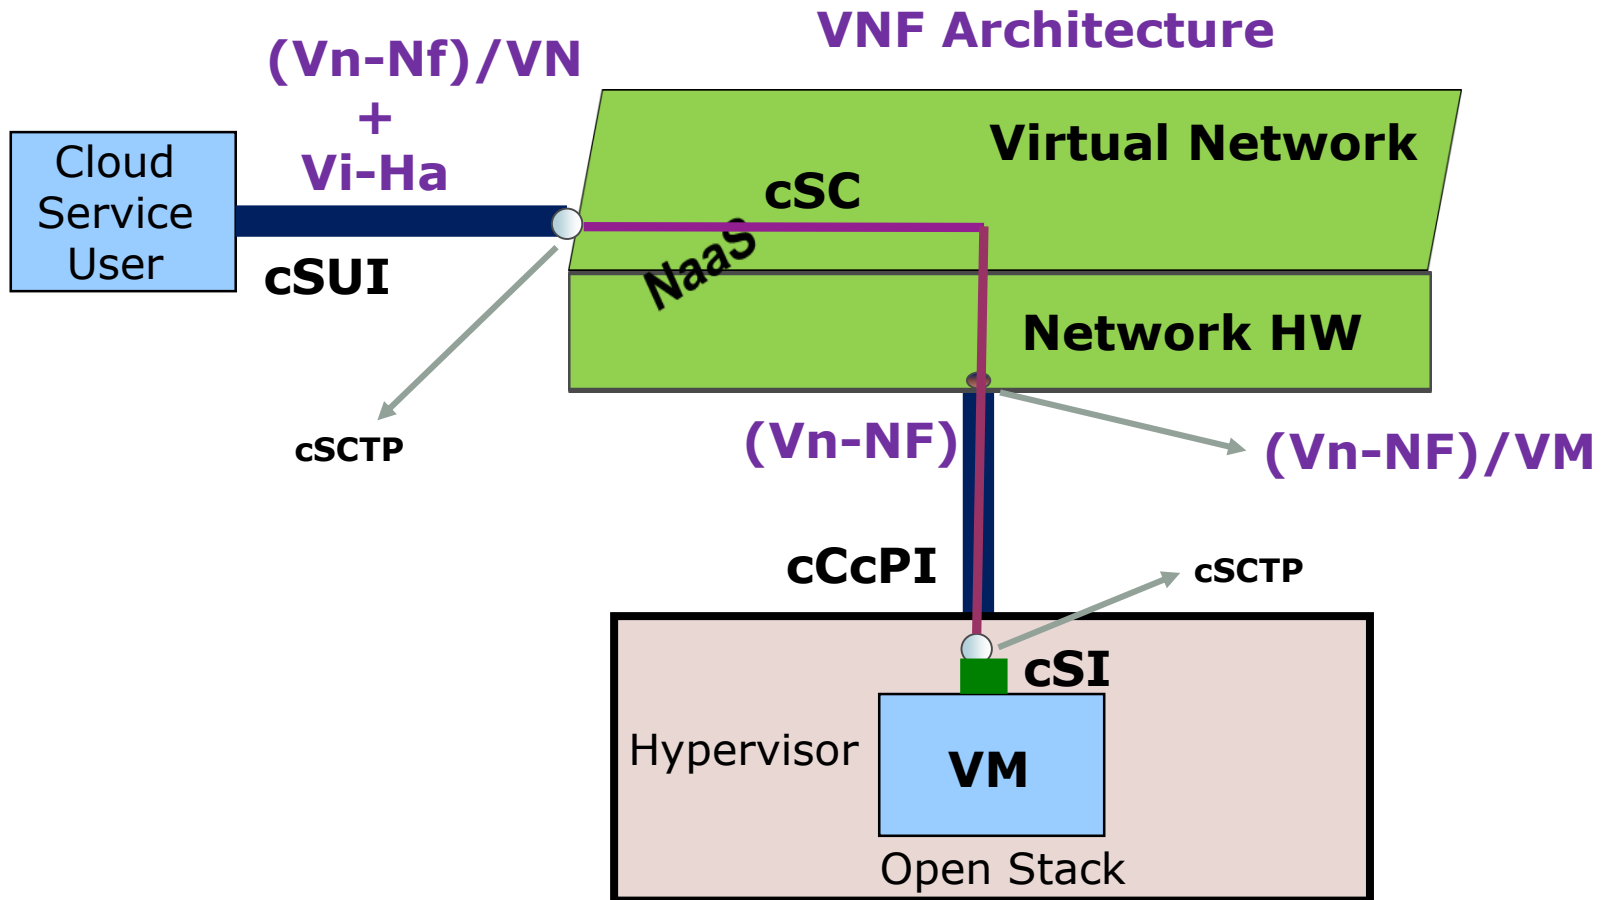 VNF Architecture
(Vn-Nf)/VN
+
Vi-Ha
Cloud
Service
User
cSUI
Virtual Network
cSC
NaaS
Network HW
cSCTP
(Vn-NF)
(Vn-NF)/VM
cCcPI
cSCTP
cSI
Hypervisor
VM
Open Stack